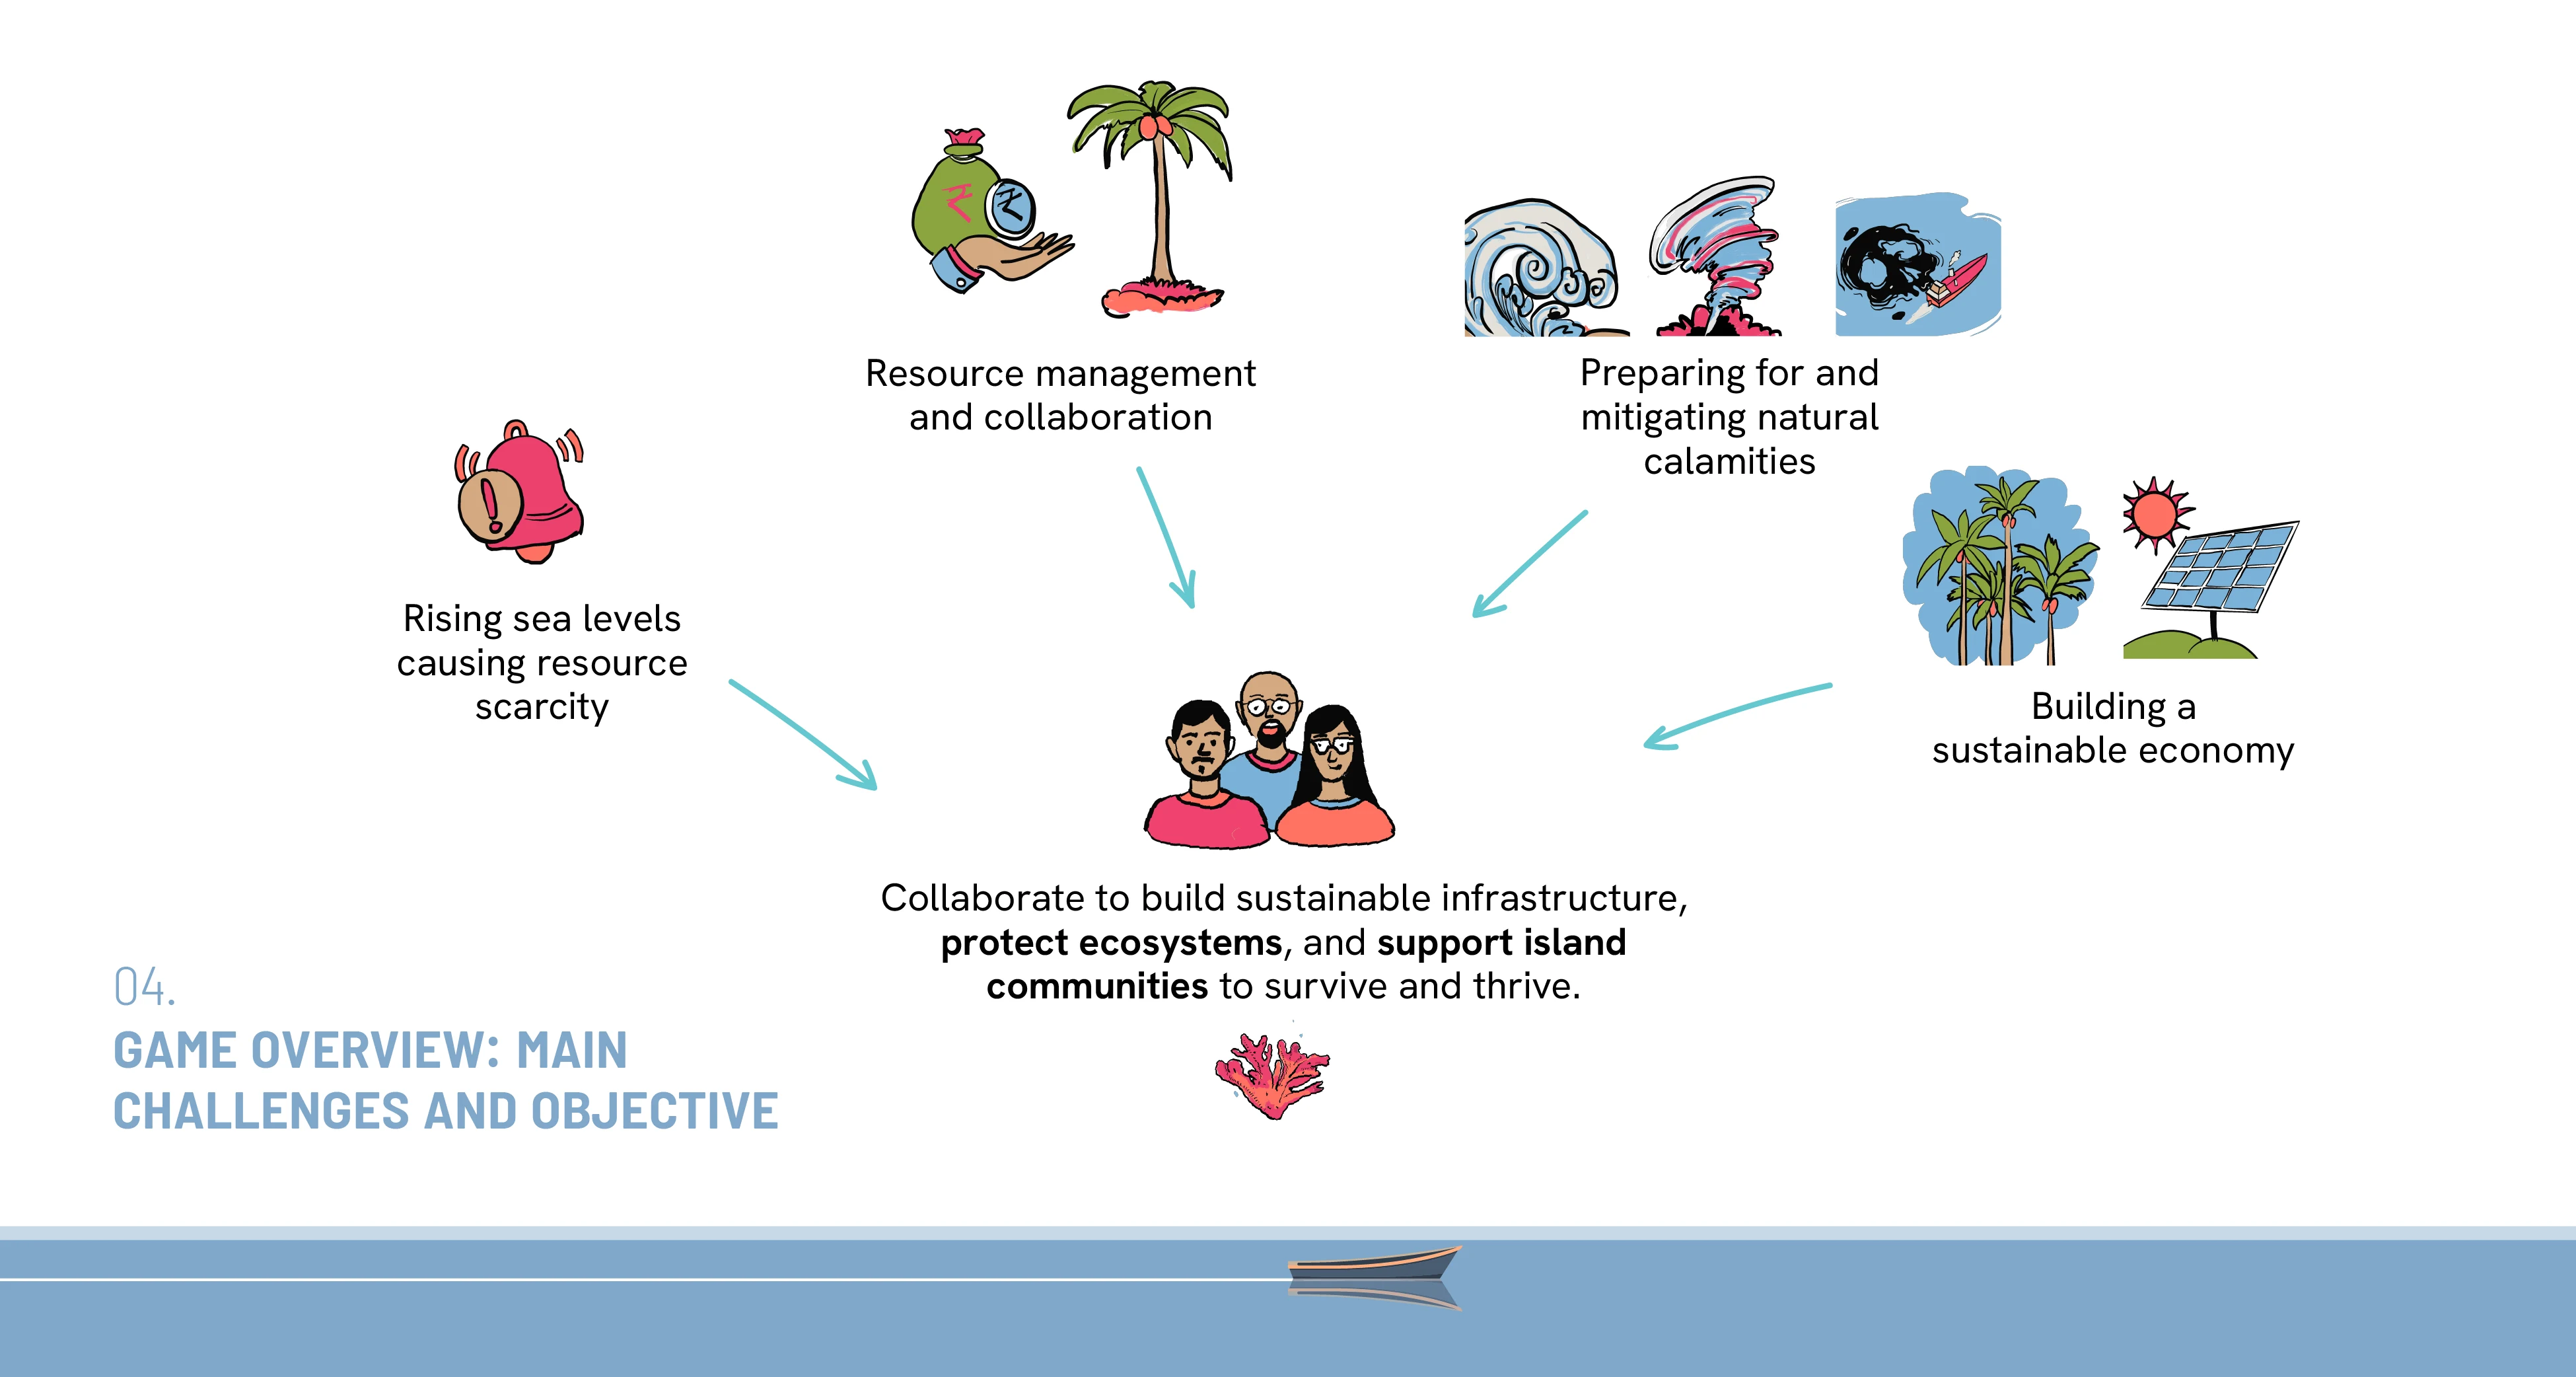 ₹ ₹
Resource management
and collaboration
Preparing for and
mitigating natural
calamities
Rising sea levels
causing resource
scarcity
Building a
sustainable economy
Collaborate to build sustainable infrastructure,
protect ecosystems, and support island
communities to survive and thrive.
04.
GAME OVERVIEW: MAIN
CHALLENGES AND OBJECTIVE